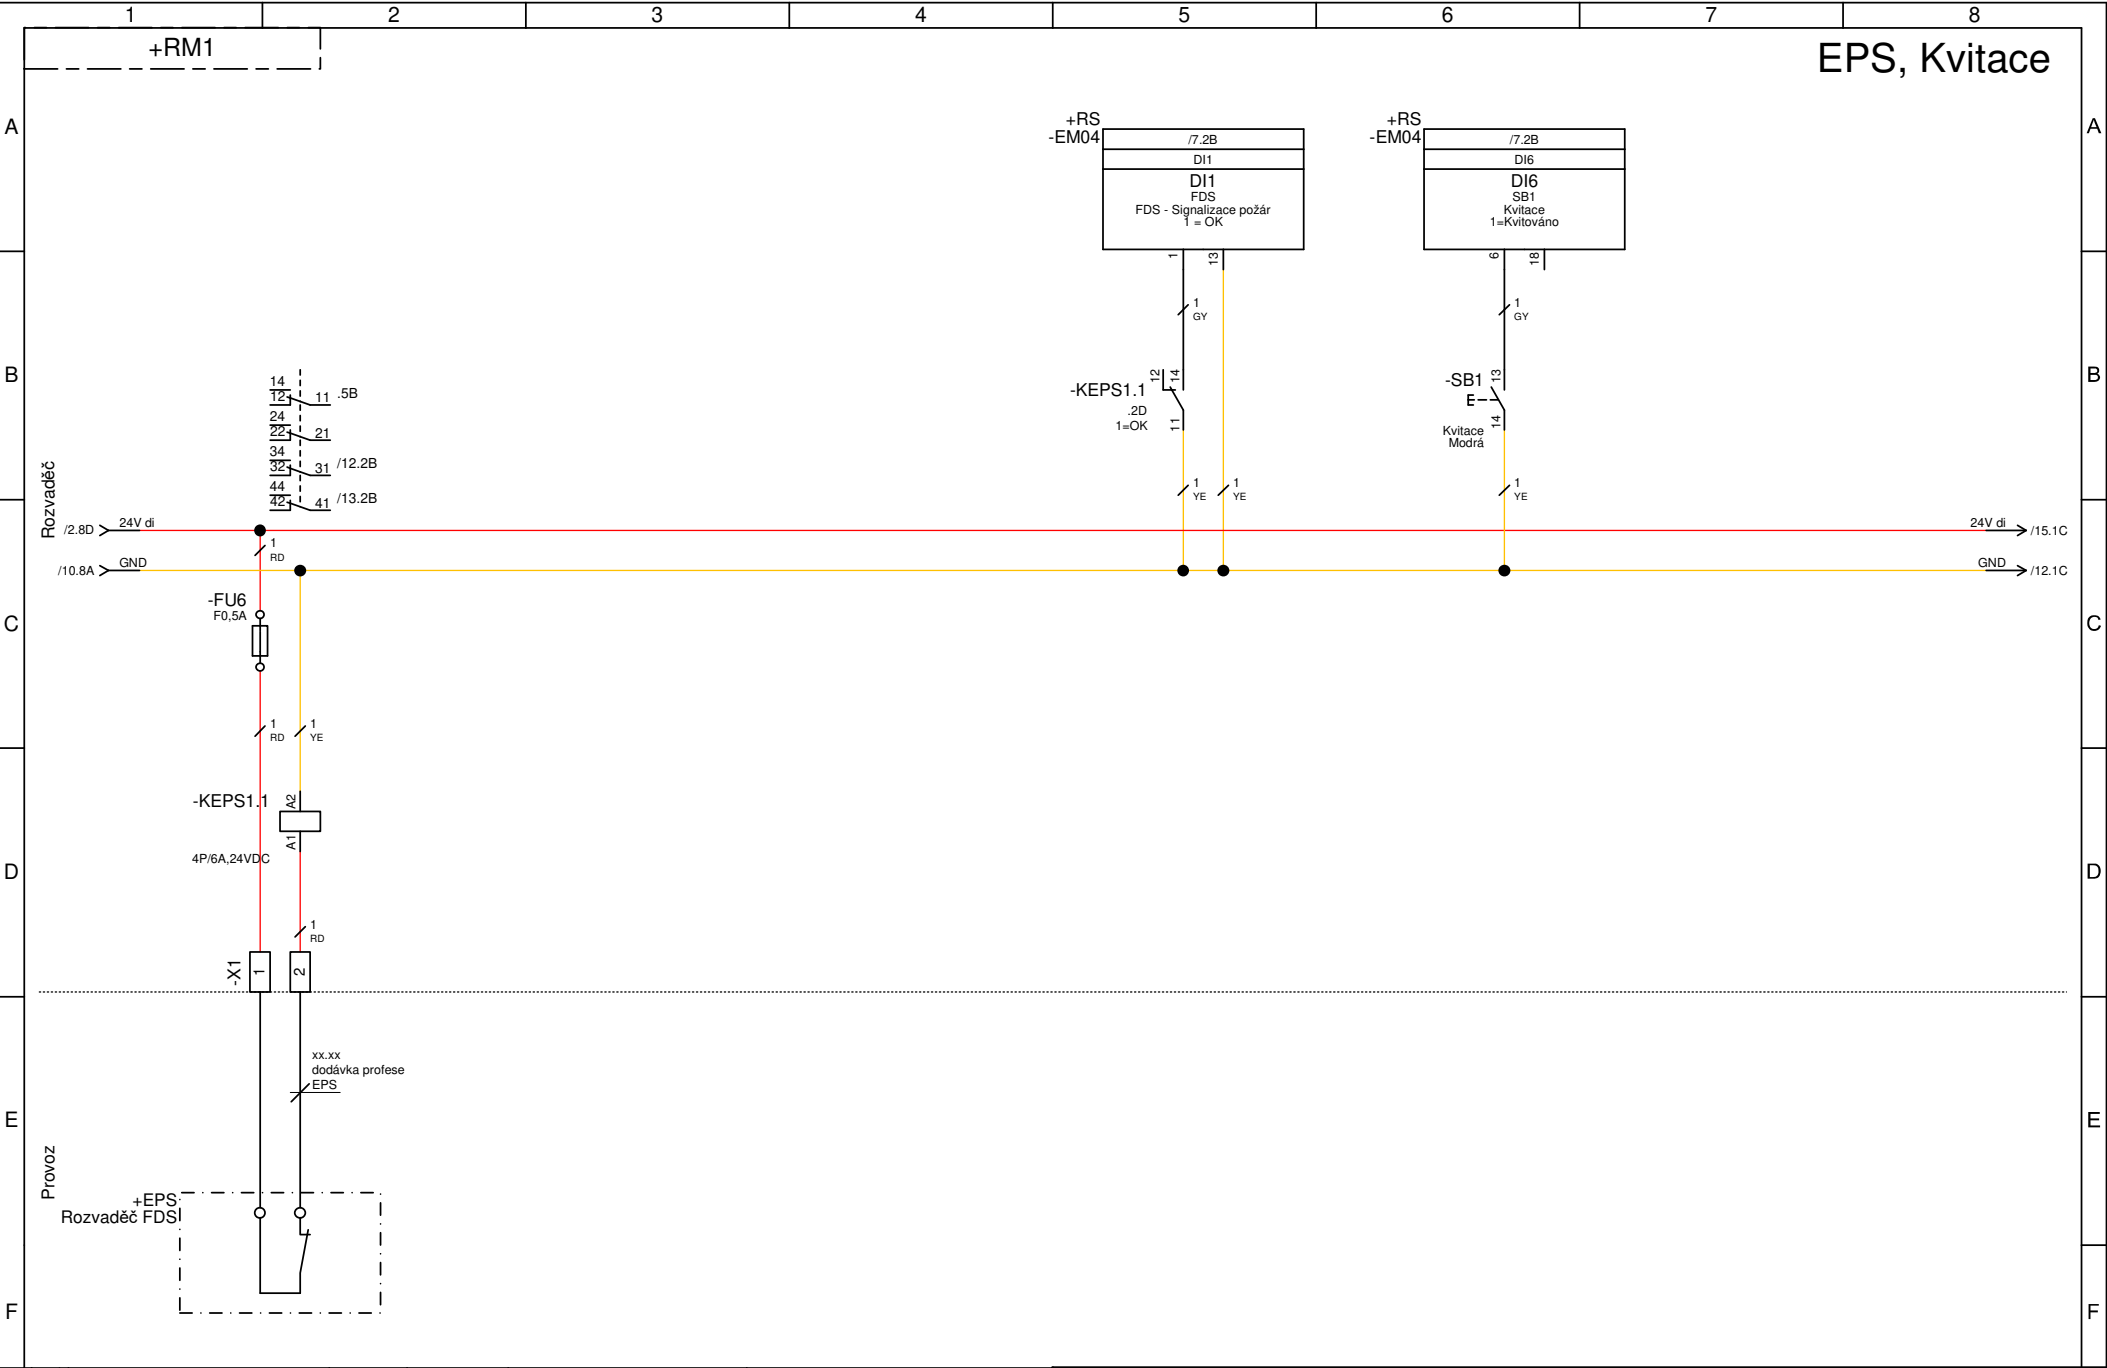 1 2 3 4 5 6 7 8
+RM1
EPS, Kvitace
A A
+RS
-EM04
/7.2B
DI1
DI1
FDS
FDS - Signalizace požár
1 = OK
1 13
+RS
-EM04
/7.2B
DI6
DI6
SB1
Kvitace
1=Kvitováno
6 18
1
GY
1
GY
B B
14
12 11 .5B
24
22 21
34
32 31 /12.2B
44
42 41 /13.2B
-KEPS1.1
.2D
1=OK
12 14
11
-SB1
13
14
Kvitace
Modrá
1
YE
1
YE
1
YE
Rozvaděč
/2.8D 24V di
24V di /15.1C
/10.8A GND
GND /12.1C
1
RD
C C
-FU6
F0,5A
1
RD
1
YE
-KEPS1.1
A2
A1
4P/6A,24VDC
D D
1
RD
-X1 1 2
xx.xx
dodávka profese
EPS
E E
Provoz
+EPS
Rozvaděč FDS
F F